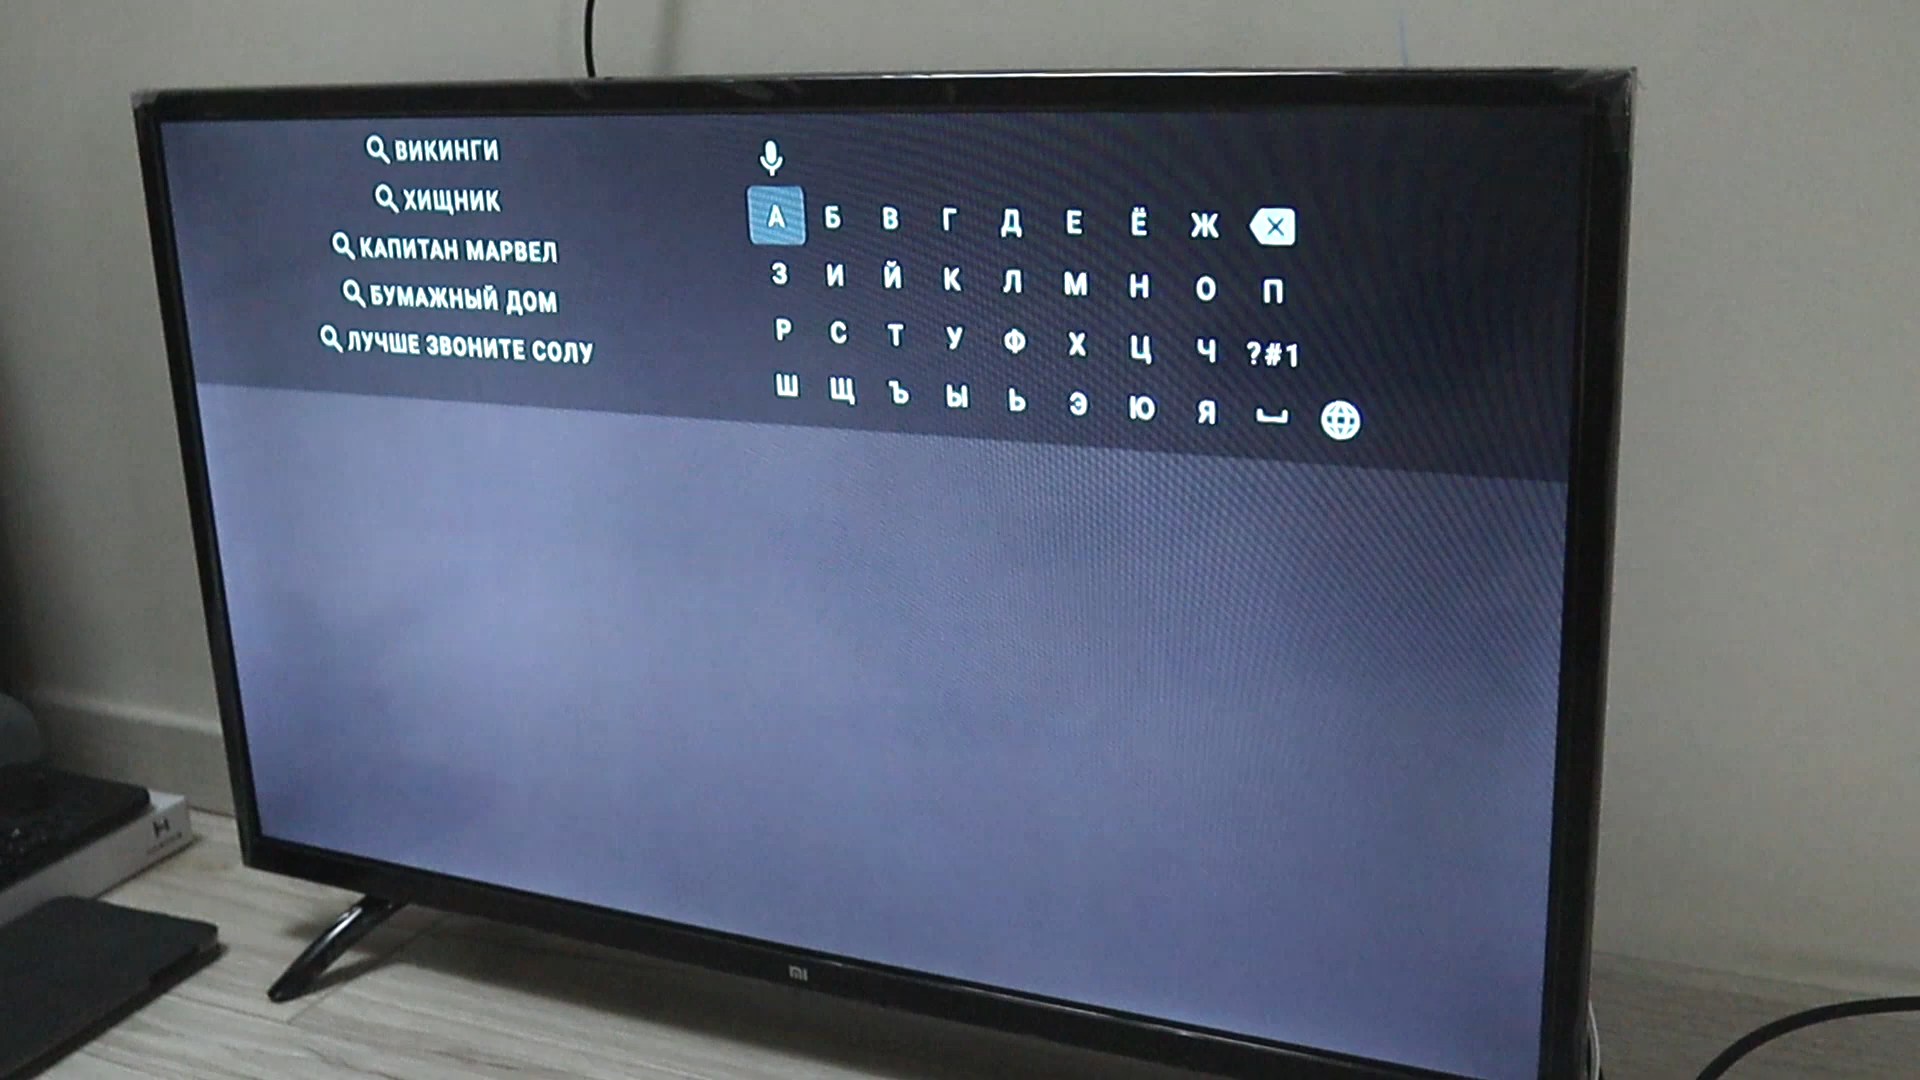 ВИКИНГИ
ХИЩНИК
КАПИТАН МАРВЕЛ
БУМАЖНЫЙ ДОМ
ЛУЧШЕ ЗВОНИТЕ СОЛУ
А Б В Г Д Е Ё Ж
З И Й К Л М Н О П
Р С Т У Ф Х Ц Ч ?#1
Ш Щ Ъ Ы Ь Э Ю Я
MI